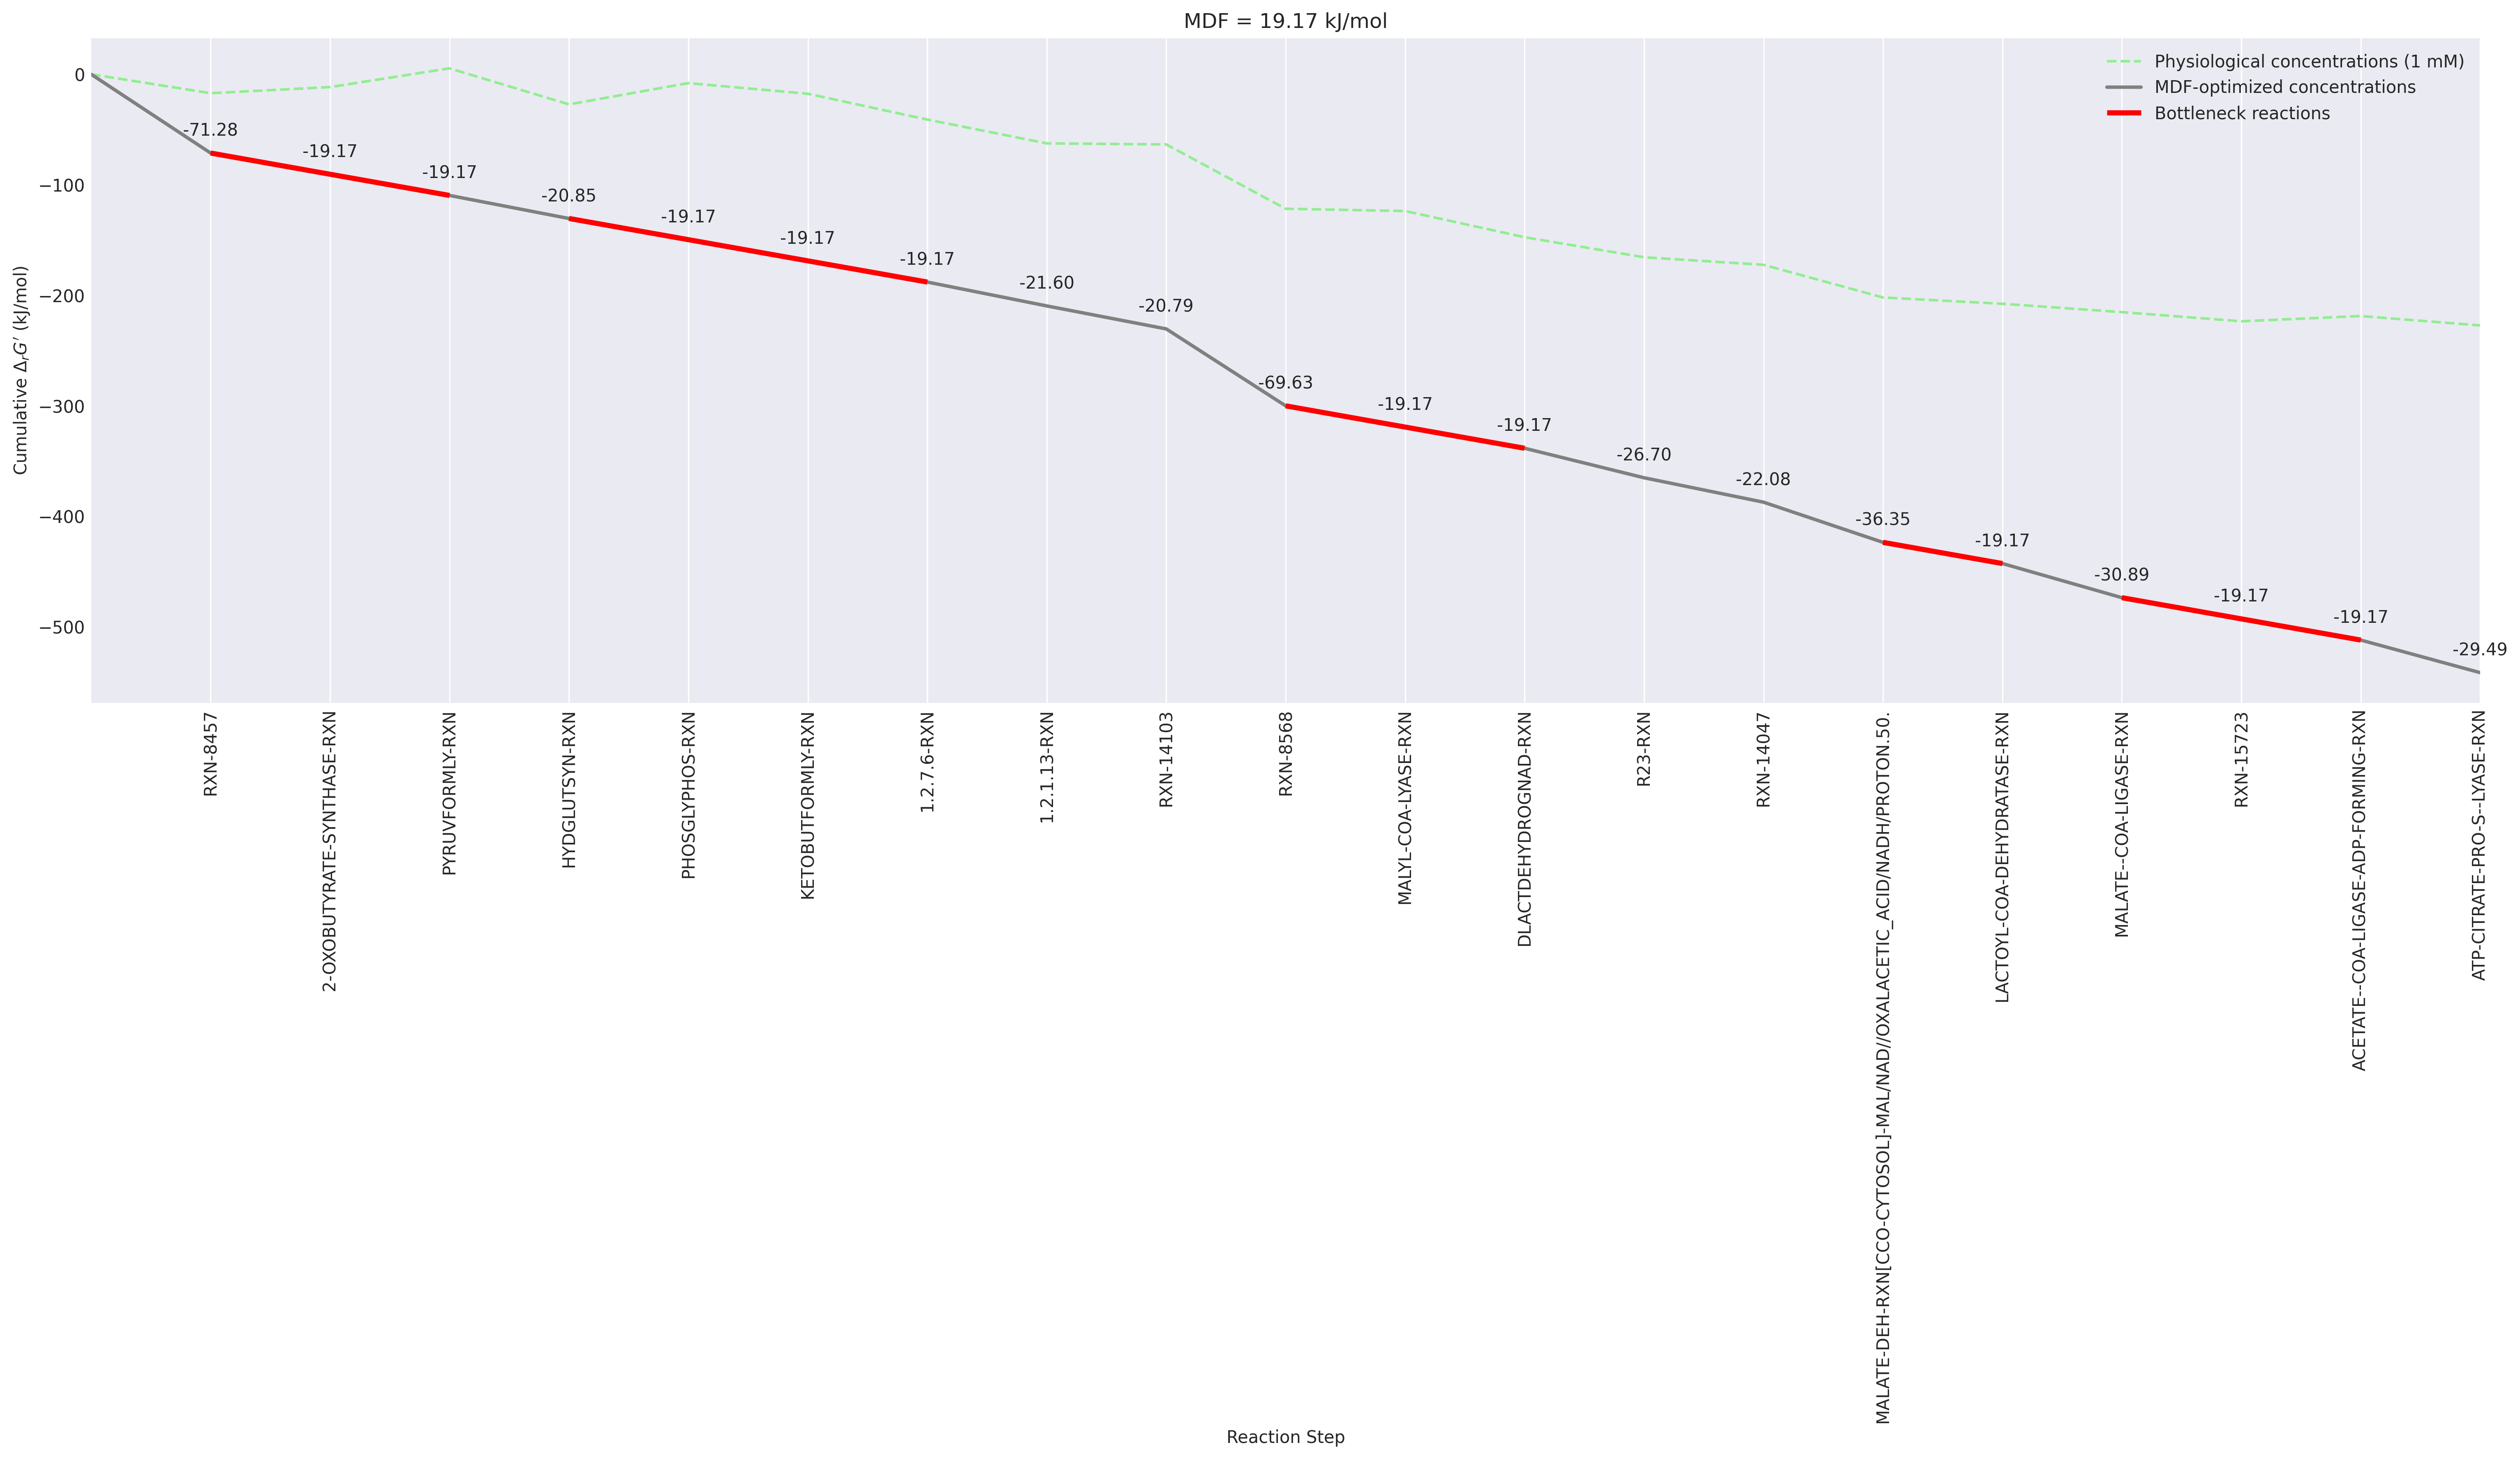 MDF = 19.17 kJ/mol
Physiological concentrations (1 mM)
MDF-optimized concentrations
Bottleneck reactions
Cumulative ΔrG′ (kJ/mol)
0
−100
−200
−300
−400
−500
-71.28
-19.17
-19.17
-20.85
-19.17
-19.17
-19.17
-21.60
-20.79
-69.63
-19.17
-19.17
-26.70
-22.08
-36.35
-19.17
-30.89
-19.17
-19.17
-29.49
RXN-8457
2-OXOBUTYRATE-SYNTHASE-RXN
PYRUVFORMLY-RXN
HYDGLUTSYN-RXN
PHOSGLYPHOS-RXN
KETOBUTFORMLY-RXN
1.2.7.6-RXN
1.2.1.13-RXN
RXN-14103
RXN-8568
MALYL-COA-LYASE-RXN
DLACTDEHYDROGNAD-RXN
R23-RXN
RXN-14047
MALATE-DEH-RXN[CCO-CYTOSOL]-MAL/NAD//OXALACETIC_ACID/NADH/PROTON.50.
LACTOYL-COA-DEHYDRATASE-RXN
MALATE--COA-LIGASE-RXN
RXN-15723
ACETATE--COA-LIGASE-ADP-FORMING-RXN
ATP-CITRATE-PRO-S--LYASE-RXN
Reaction Step